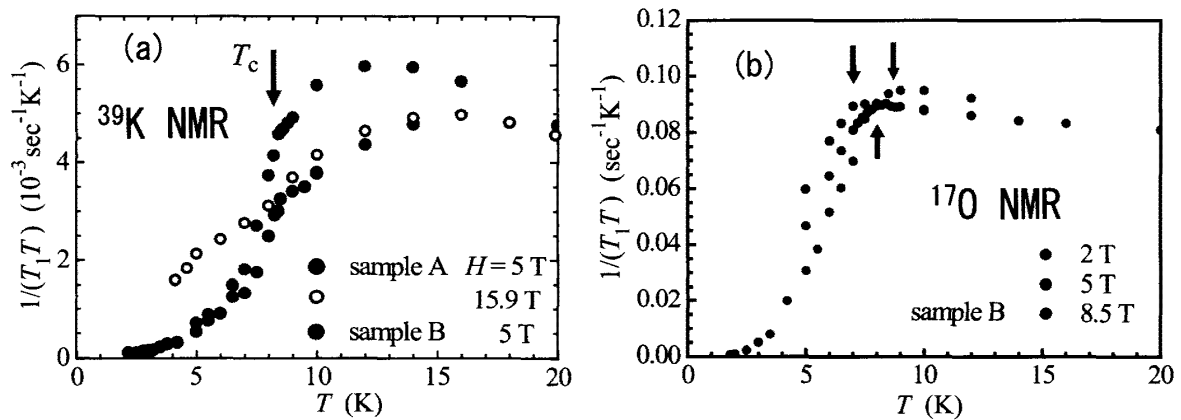 (a)
T_c
39K NMR
sample A H = 5 T
15.9 T
sample B 5 T
6
4
2
0
0 5 10 15 20
T (K)
1/(T_1T) (10^-3 sec^-1K^-1)
(b)
17O NMR
2 T
5 T
sample B 8.5 T
0.12
0.10
0.08
0.06
0.04
0.02
0.00
0 5 10 15 20
T (K)
1/(T_1T) (sec^-1K^-1)